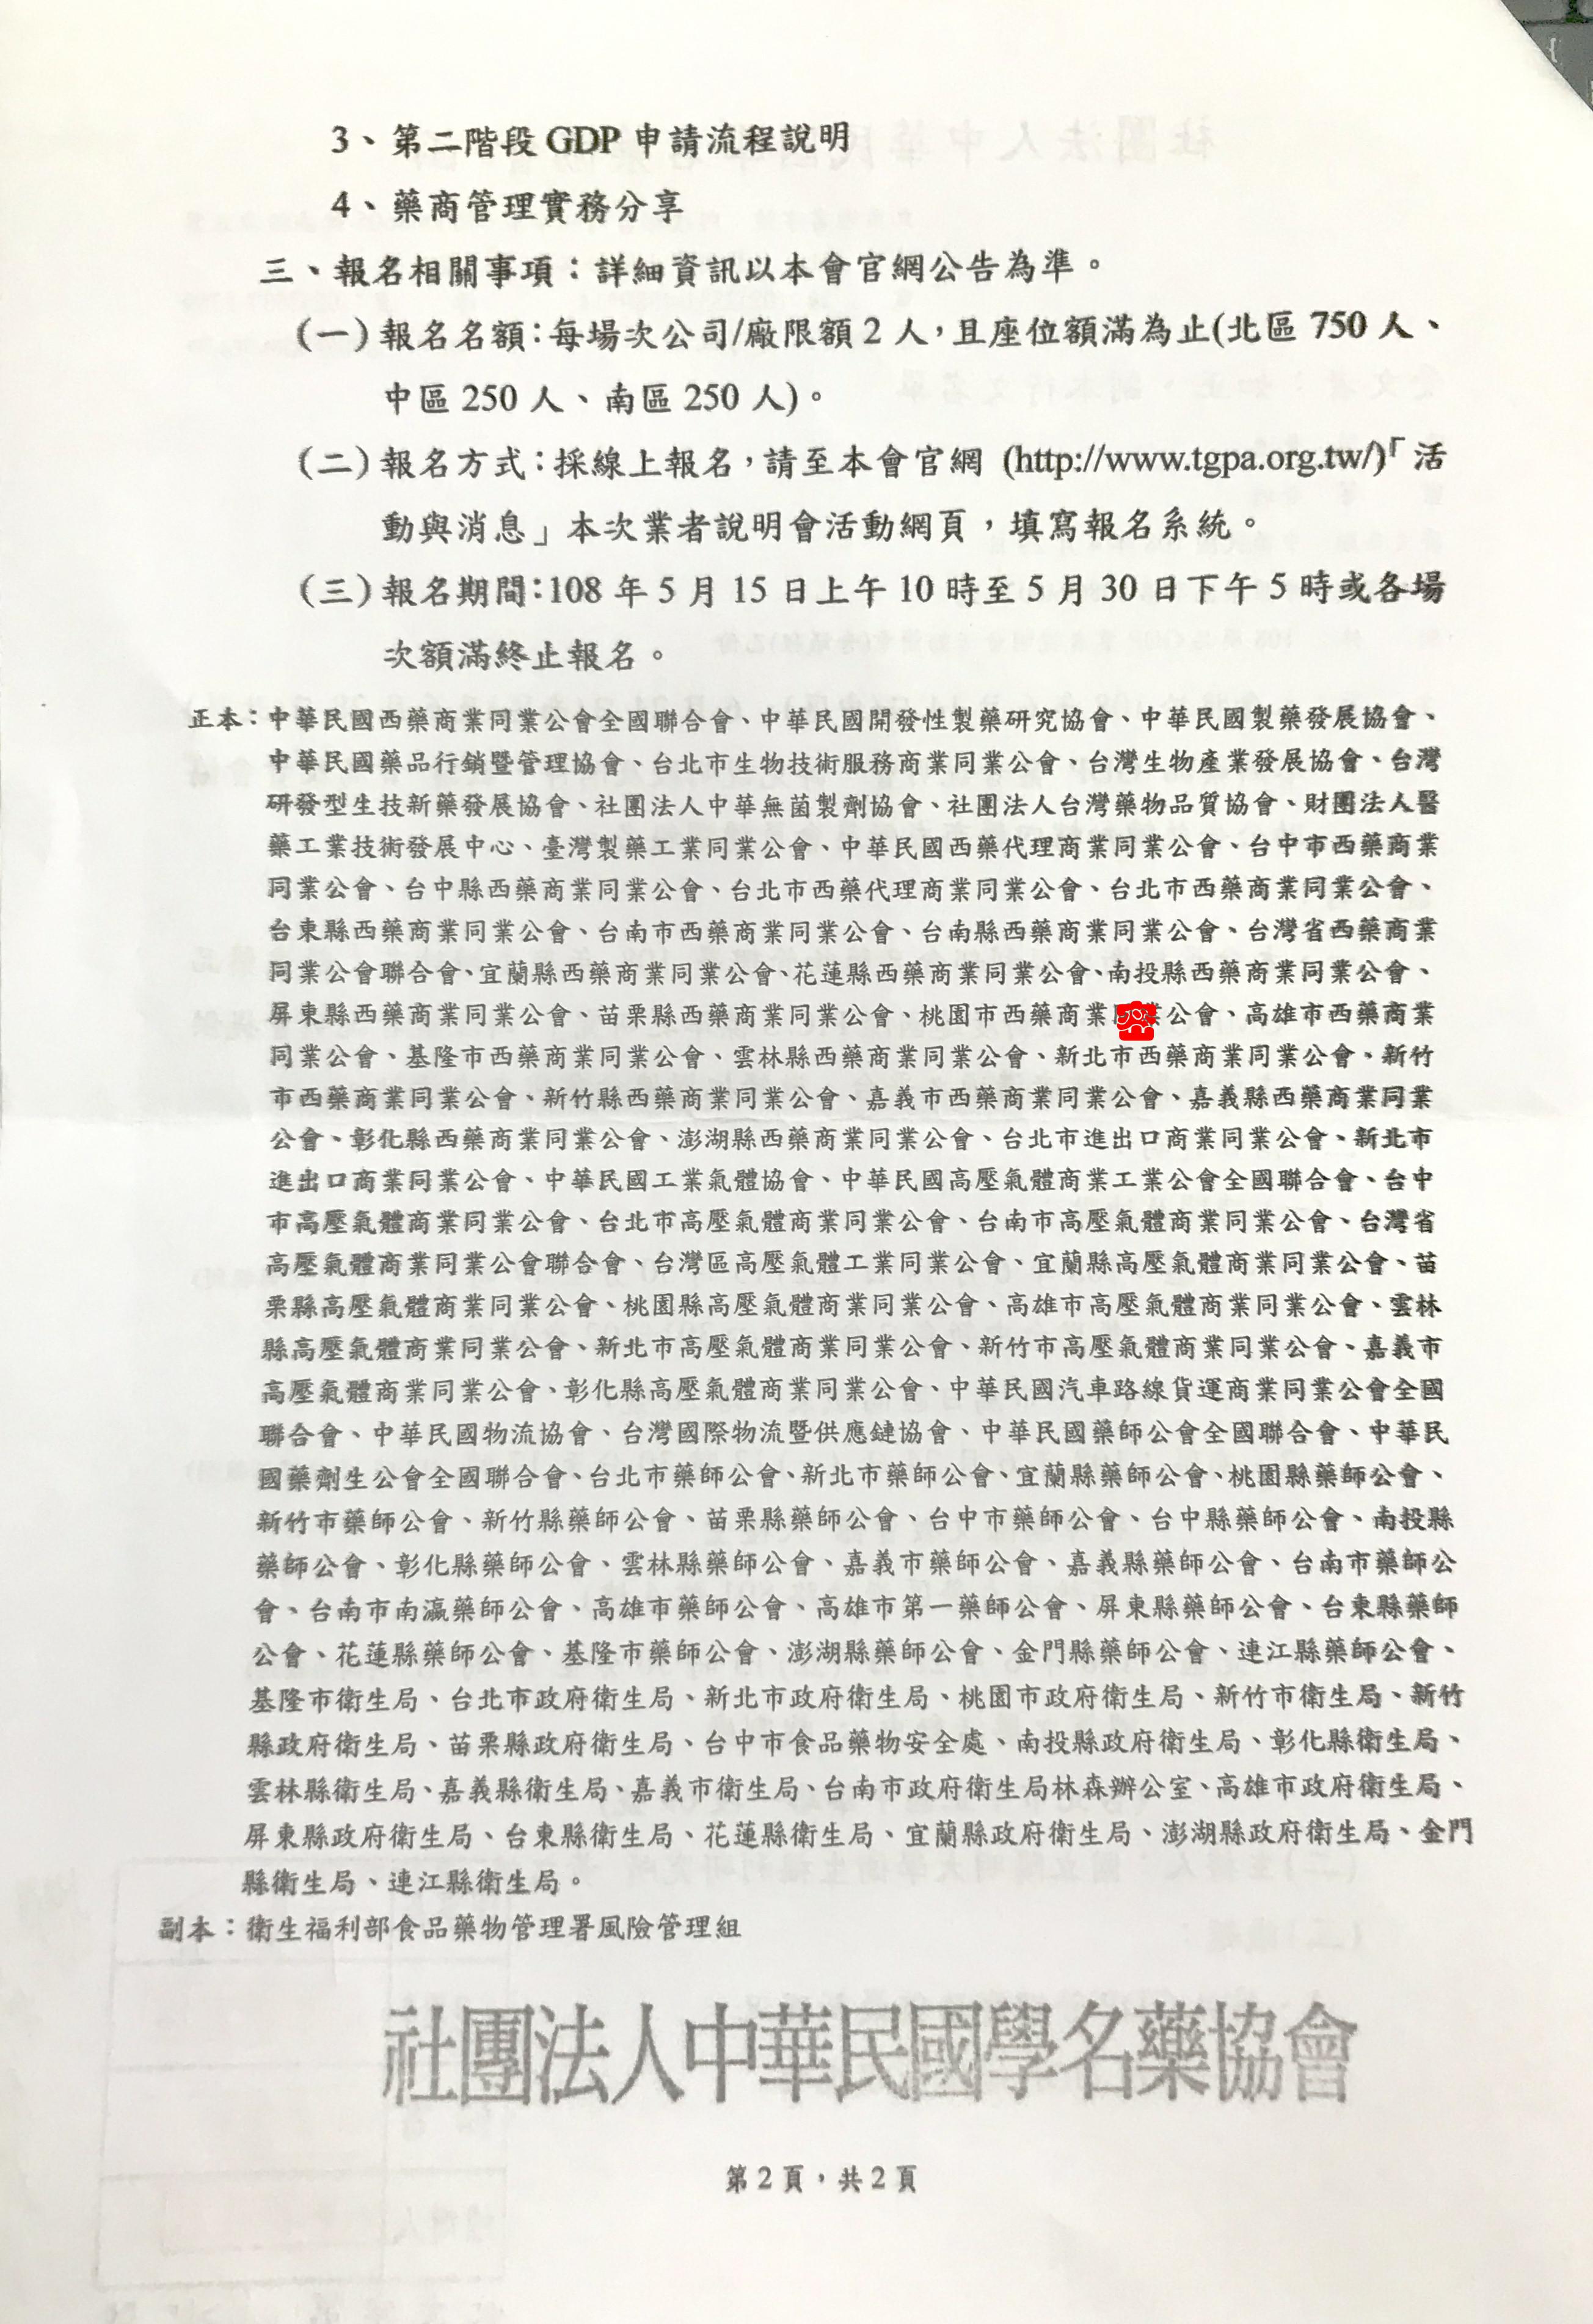 3、第二階段 GDP 申請流程說明
4、藥商管理實務分享
三、報名相關事項：詳細資訊以本會官網公告為準。
(一)報名名額：每場次公司/廠限額 2 人，且座位額滿為止(北區 750 人、
中區 250 人、南區 250 人)。
(二)報名方式：採線上報名，請至本會官網 (http://www.tgpa.org.tw/)「活
動與消息」本次業者說明會活動網頁，填寫報名系統。
(三)報名期間：108 年 5 月 15 日上午 10 時至 5 月 30 日下午 5 時或各場
次額滿終止報名。
正本：中華民國西藥商業同業公會全國聯合會、中華民國開發性製藥研究協會、中華民國製藥發展協會、
中華民國藥品行銷暨管理協會、台北市生物技術服務商業同業公會、台灣生物產業發展協會、台灣
研發型生技新藥發展協會、社團法人中華無菌製劑協會、社團法人台灣藥物品質協會、財團法人醫
藥工業技術發展中心、臺灣製藥工業同業公會、中華民國西藥代理商業同業公會、台中市西藥商業
同業公會、台中縣西藥商業同業公會、台北市西藥代理商業同業公會、台北市西藥商業同業公會、
台東縣西藥商業同業公會、台南市西藥商業同業公會、台南縣西藥商業同業公會、台灣省西藥商業
同業公會聯合會、宜蘭縣西藥商業同業公會、花蓮縣西藥商業同業公會、南投縣西藥商業同業公會、
屏東縣西藥商業同業公會、苗栗縣西藥商業同業公會、桃園市西藥商業公會、高雄市西藥商業
同業公會、基隆市西藥商業同業公會、雲林縣西藥商業同業公會、新北市西藥商業同業公會、新竹
市西藥商業同業公會、新竹縣西藥商業同業公會、嘉義市西藥商業同業公會、嘉義縣西藥商業同業
公會、彰化縣西藥商業同業公會、澎湖縣西藥商業同業公會、台北市進出口商業同業公會、新北市
進出口商業同業公會、中華民國工業氣體協會、中華民國高壓氣體商業工業公會全國聯合會、台中
市高壓氣體商業同業公會、台北市高壓氣體商業同業公會、台南市高壓氣體商業同業公會、台灣省
高壓氣體商業同業公會聯合會、台灣區高壓氣體工業同業公會、宜蘭縣高壓氣體商業同業公會、苗
栗縣高壓氣體商業同業公會、桃園縣高壓氣體商業同業公會、高雄市高壓氣體商業同業公會、雲林
縣高壓氣體商業同業公會、新北市高壓氣體商業同業公會、新竹市高壓氣體商業同業公會、嘉義市
高壓氣體商業同業公會、彰化縣高壓氣體商業同業公會、中華民國汽車路線貨運商業同業公會全國
聯合會、中華民國物流協會、台灣國際物流暨供應鏈協會、中華民國藥師公會全國聯合會、中華民
國藥劑生公會全國聯合會、台北市藥師公會、新北市藥師公會、宜蘭縣藥師公會、桃園縣藥師公會、
新竹市藥師公會、新竹縣藥師公會、苗栗縣藥師公會、台中市藥師公會、台中縣藥師公會、南投縣
藥師公會、彰化縣藥師公會、雲林縣藥師公會、嘉義市藥師公會、嘉義縣藥師公會、台南市藥師公
會、台南市南瀛藥師公會、高雄市藥師公會、高雄市第一藥師公會、屏東縣藥師公會、台東縣藥師
公會、花蓮縣藥師公會、基隆市藥師公會、澎湖縣藥師公會、金門縣藥師公會、連江縣藥師公會、
基隆市衛生局、台北市政府衛生局、新北市政府衛生局、桃園市政府衛生局、新竹市衛生局、新竹
縣政府衛生局、苗栗縣政府衛生局、台中市食品藥物安全處、南投縣政府衛生局、彰化縣衛生局、
雲林縣衛生局、嘉義縣衛生局、嘉義市衛生局、台南市政府衛生局林森辦公室、高雄市政府衛生局、
屏東縣政府衛生局、台東縣衛生局、花蓮縣衛生局、宜蘭縣政府衛生局、澎湖縣政府衛生局、金門
縣衛生局、連江縣衛生局。
副本：衛生福利部食品藥物管理署風險管理組
社團法人中華民國學名藥協會
第 2 頁，共 2 頁